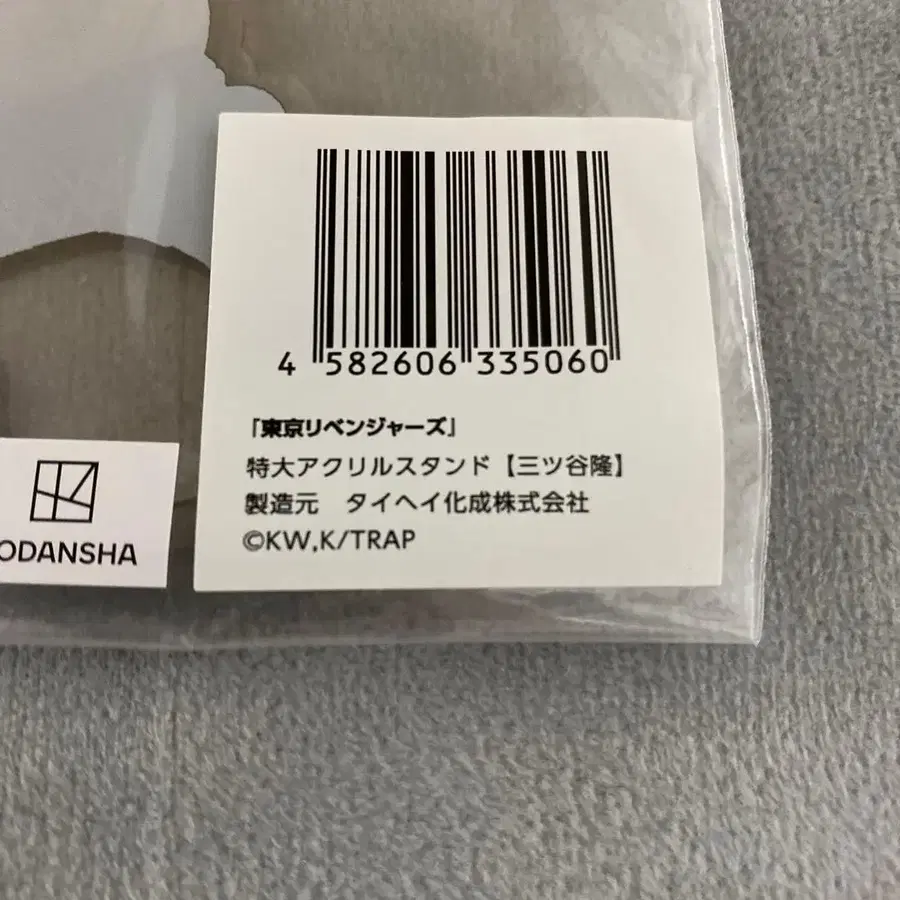 4 582606 335060
「東京リベンジャーズ」
特大アクリルスタンド【三ツ谷隆】
製造元　タイヘイ化成株式会社
©KW,K/TRAP
ODANSHA